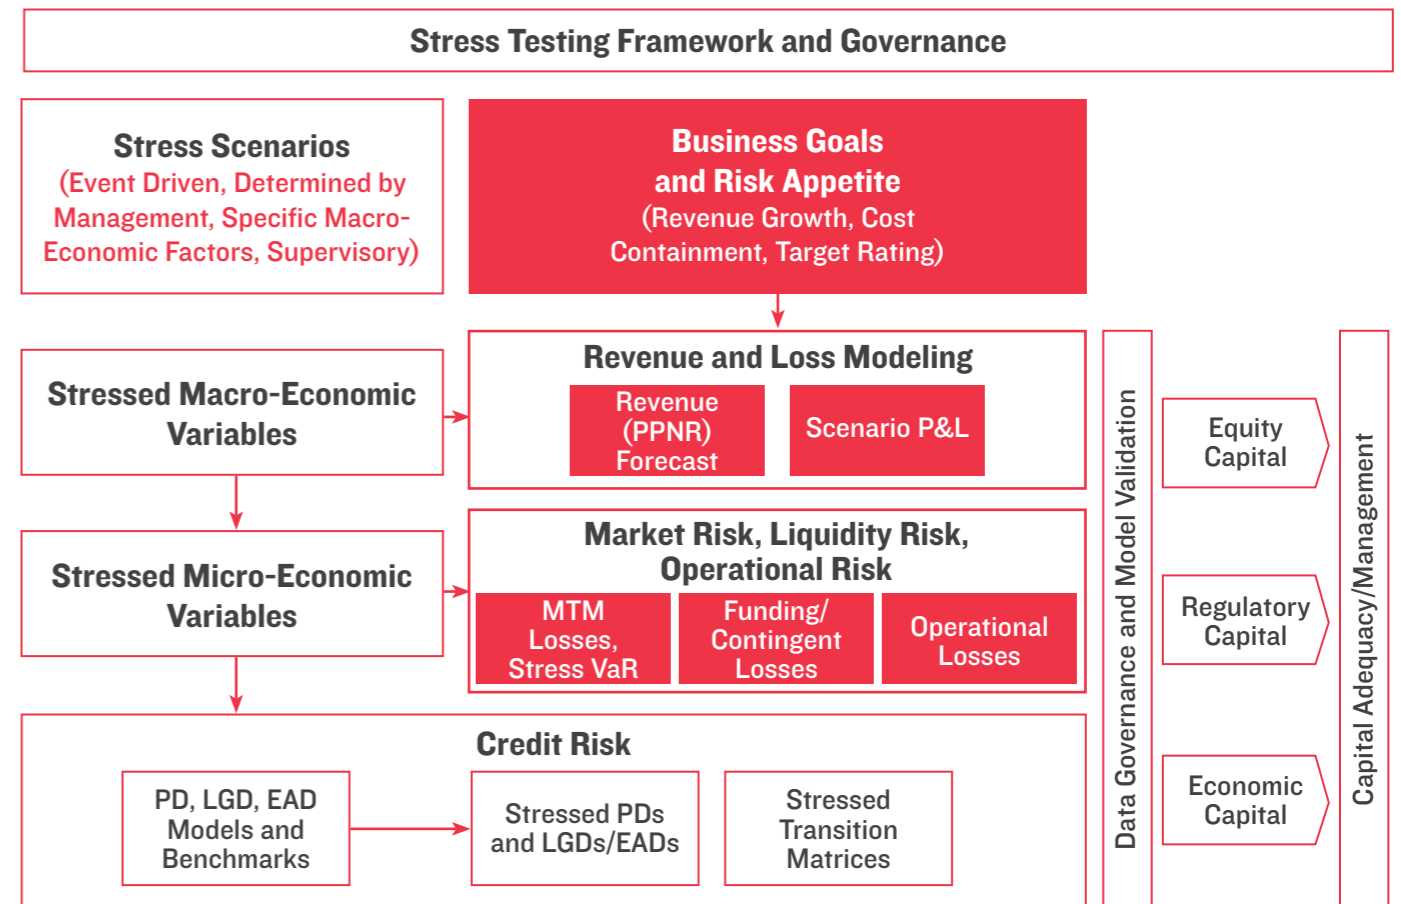 Stress Testing Framework and Governance
Stress Scenarios
(Event Driven, Determined by
Management, Specific Macro-
Economic Factors, Supervisory)
Business Goals
and Risk Appetite
(Revenue Growth, Cost
Containment, Target Rating)
Stressed Macro-Economic
Variables
Revenue and Loss Modeling
Revenue
(PPNR)
Forecast
Scenario P&L
Stressed Micro-Economic
Variables
Market Risk, Liquidity Risk,
Operational Risk
MTM
Losses,
Stress VaR
Funding/
Contingent
Losses
Operational
Losses
Credit Risk
PD, LGD, EAD
Models and
Benchmarks
Stressed PDs
and LGDs/EADs
Stressed
Transition
Matrices
Data Governance and Model Validation
Equity
Capital
Regulatory
Capital
Economic
Capital
Capital Adequacy/Management